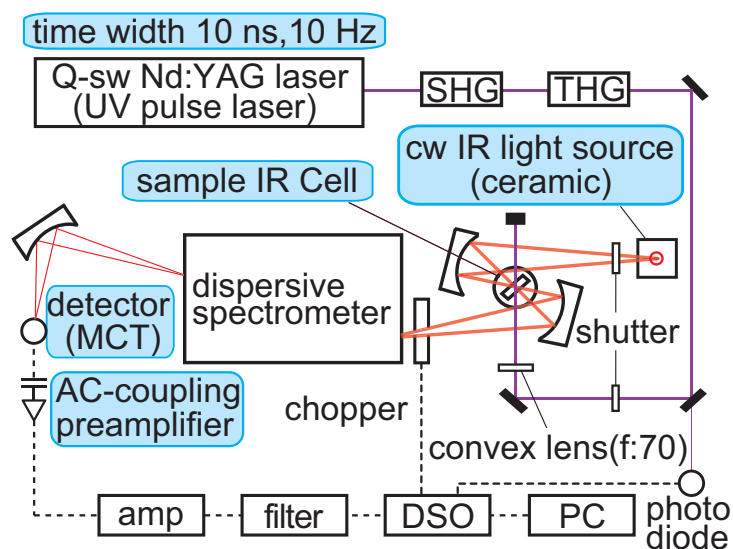 time width 10 ns,10 Hz
Q-sw Nd:YAG laser
(UV pulse laser)
SHG
THG
cw IR light source
(ceramic)
sample IR Cell
dispersive
spectrometer
detector
(MCT)
shutter
AC-coupling
preamplifier
chopper
convex lens(f:70)
amp
filter
DSO
PC
photo
diode